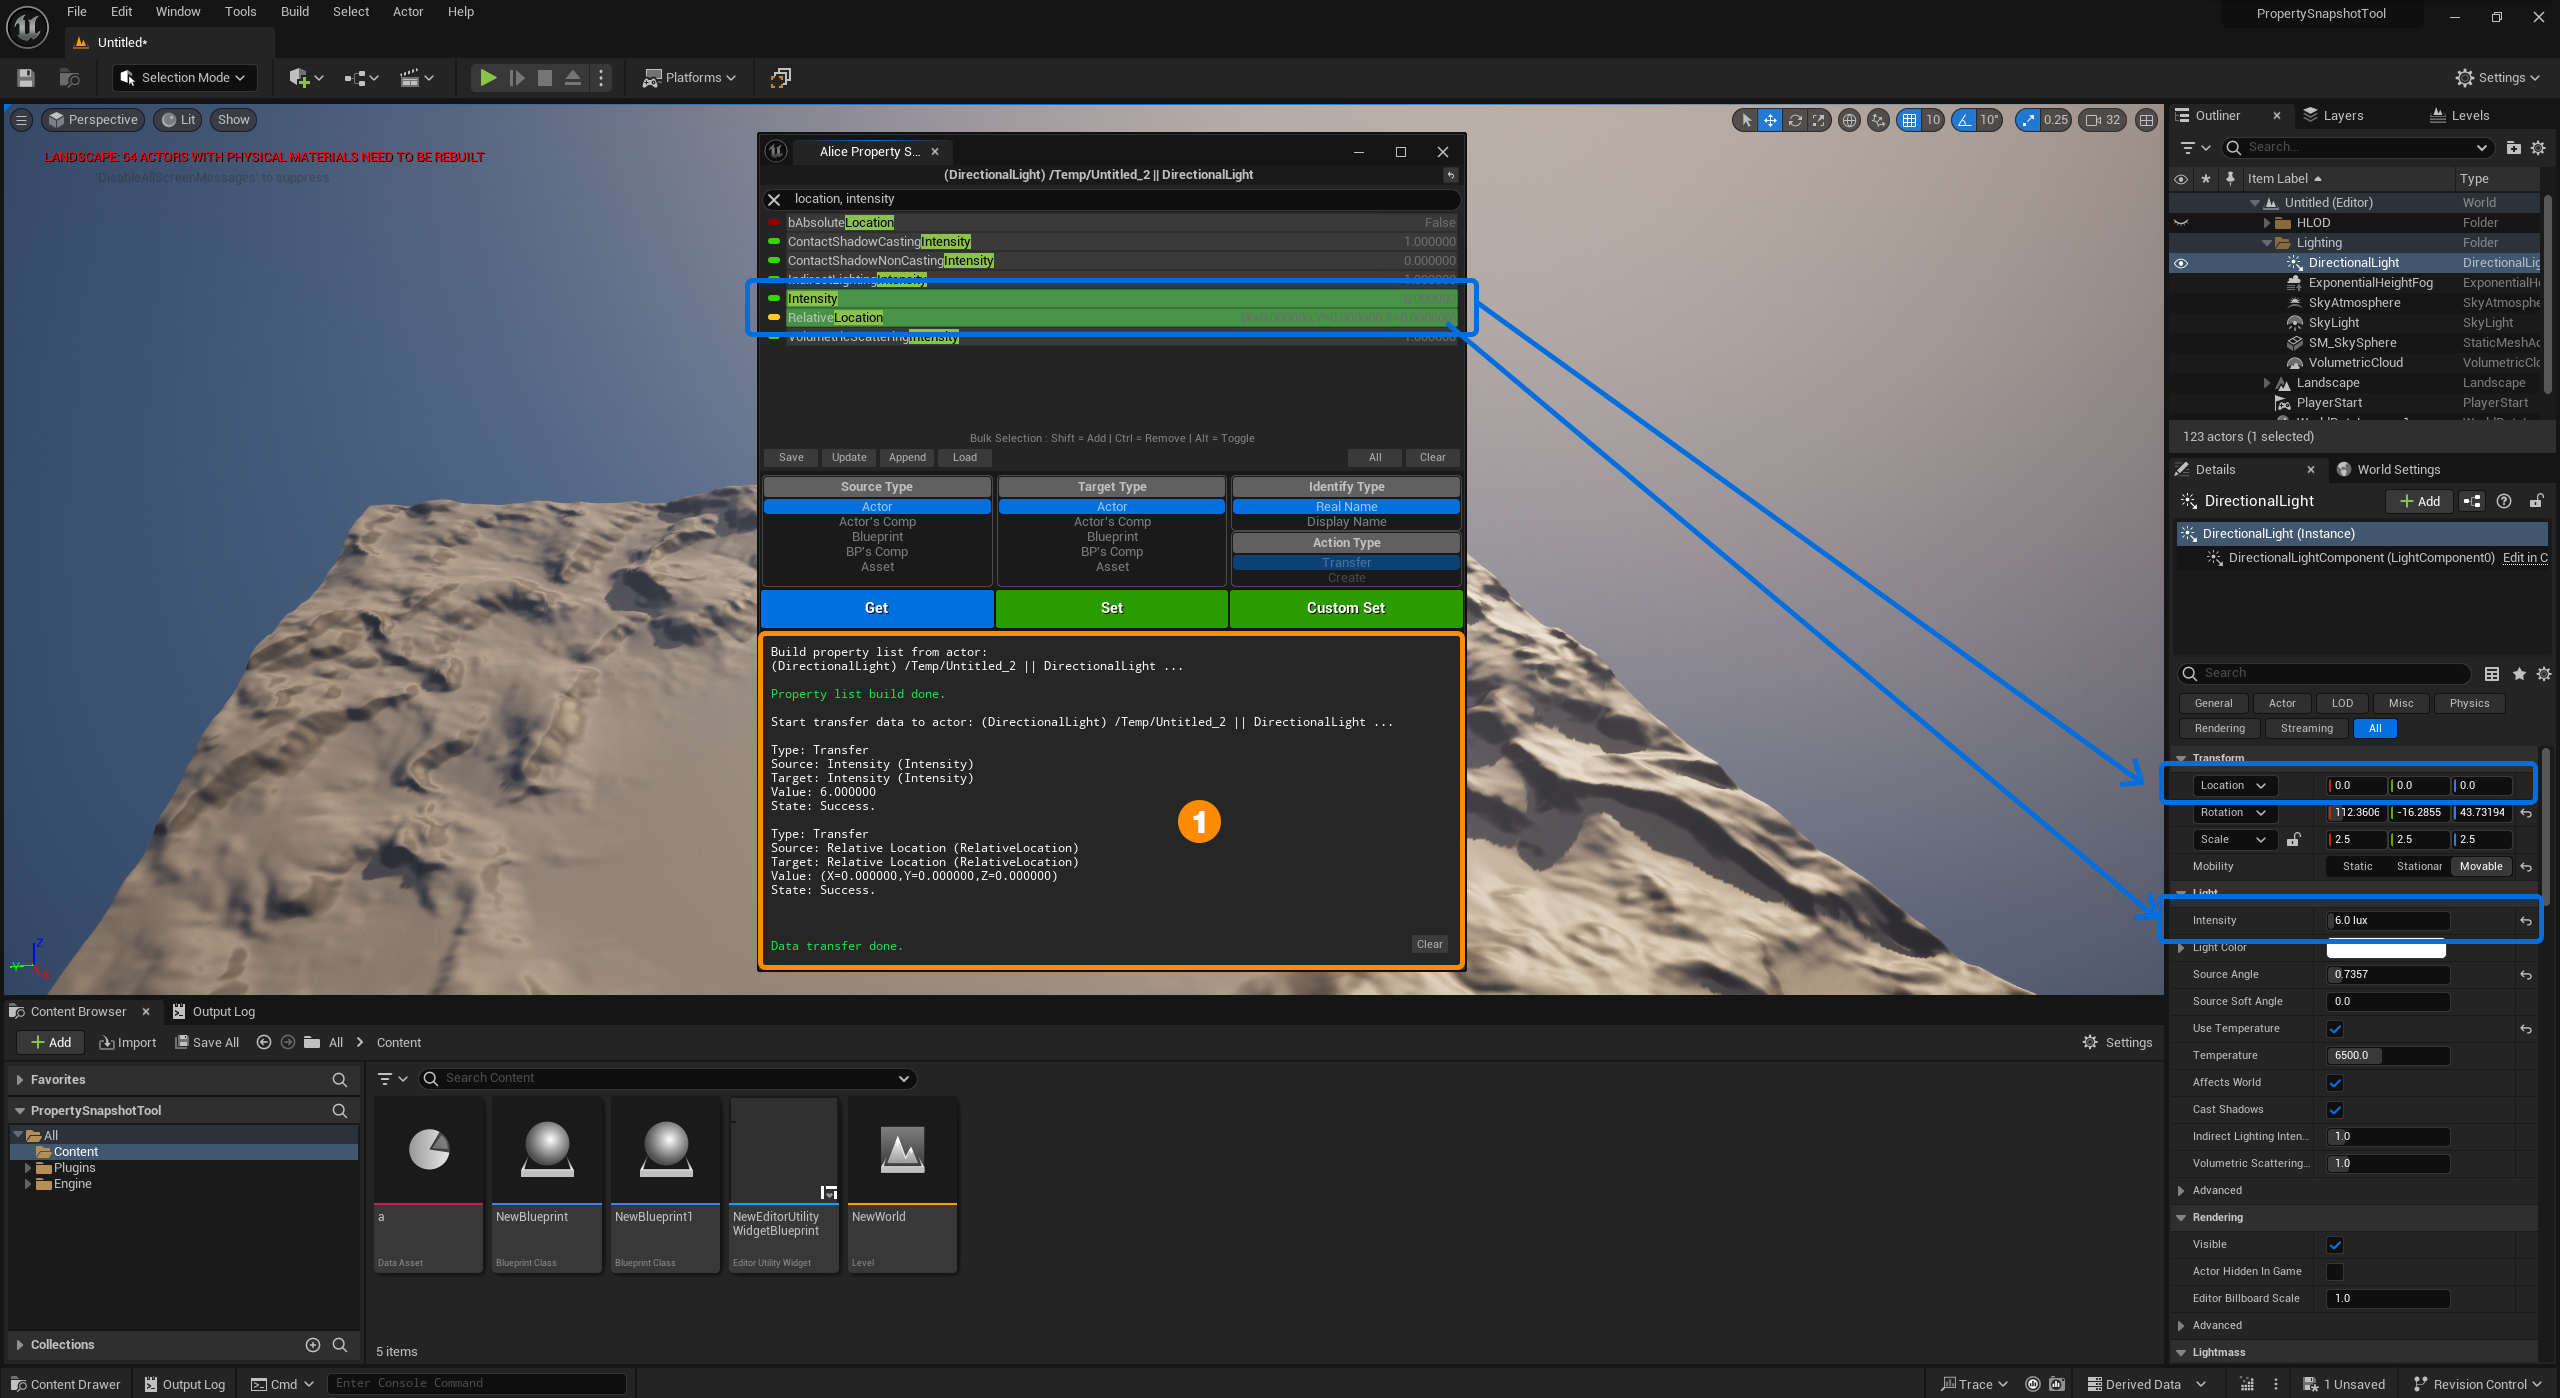 File Edit Window Tools Build Select Actor Help
PropertySnapshotTool
Untitled*
Selection Mode
Platforms
Settings
Perspective Lit Show
10 10° 0.25 32
LANDSCAPE: 64 ACTORS WITH PHYSICAL MATERIALS NEED TO BE REBUILT
'DisableAllScreenMessages' to suppress
Alice Property S...
(DirectionalLight) /Temp/Untitled_2 || DirectionalLight
location, intensity
bAbsoluteLocation False
ContactShadowCastingIntensity 1.000000
ContactShadowNonCastingIntensity 0.000000
IndirectLightingIntensity 1.000000
Intensity 6.000000
RelativeLocation (X=0.000000,Y=0.000000,Z=0.000000)
VolumetricScatteringIntensity 1.000000
Bulk Selection : Shift = Add | Ctrl = Remove | Alt = Toggle
Save Update Append Load All Clear
Source Type
Actor
Actor's Comp
Blueprint
BP's Comp
Asset
Target Type
Actor
Actor's Comp
Blueprint
BP's Comp
Asset
Identify Type
Real Name
Display Name
Action Type
Transfer
Create
Get Set Custom Set
Build property list from actor:
(DirectionalLight) /Temp/Untitled_2 || DirectionalLight ...
Property list build done.
Start transfer data to actor: (DirectionalLight) /Temp/Untitled_2 || DirectionalLight ...
Type: Transfer
Source: Intensity (Intensity)
Target: Intensity (Intensity)
Value: 6.000000
State: Success.
Type: Transfer
Source: Relative Location (RelativeLocation)
Target: Relative Location (RelativeLocation)
Value: (X=0.000000,Y=0.000000,Z=0.000000)
State: Success.
Data transfer done.
Clear
1
Z
Y
X
Outliner Layers Levels
Search...
Item Label Type
Untitled (Editor) World
HLOD Folder
Lighting Folder
DirectionalLight DirectionalLig
ExponentialHeightFog ExponentialHe
SkyAtmosphere SkyAtmosphe
SkyLight SkyLight
SM_SkySphere StaticMeshAc
VolumetricCloud VolumetricClo
Landscape Landscape
PlayerStart PlayerStart
123 actors (1 selected)
Details World Settings
DirectionalLight
Add
DirectionalLight (Instance)
DirectionalLightComponent (LightComponent0) Edit in C
Search
General Actor LOD Misc Physics
Rendering Streaming All
Transform
Location 0.0 0.0 0.0
Rotation 112.3606 -16.2855 43.73194
Scale 2.5 2.5 2.5
Mobility Static Stationar Movable
Light
Intensity 6.0 lux
Light Color
Source Angle 0.7357
Source Soft Angle 0.0
Use Temperature
Temperature 6500.0
Affects World
Cast Shadows
Indirect Lighting Inten... 1.0
Volumetric Scattering... 1.0
Advanced
Rendering
Visible
Actor Hidden In Game
Editor Billboard Scale 1.0
Advanced
Lightmass
Content Browser Output Log
Add Import Save All All Content
Settings
Favorites
PropertySnapshotTool
All
Content
Plugins
Engine
Collections
Search Content
a
Data Asset
NewBlueprint
Blueprint Class
NewBlueprint1
Blueprint Class
NewEditorUtility
WidgetBlueprint
Editor Utility Widget
NewWorld
Level
5 items
Content Drawer Output Log Cmd Enter Console Command
Trace Derived Data 1 Unsaved Revision Control